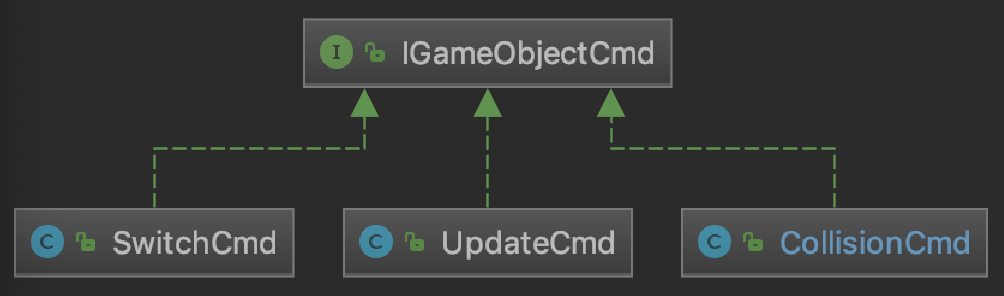 I IGameObjectCmd
C SwitchCmd
C UpdateCmd
C CollisionCmd